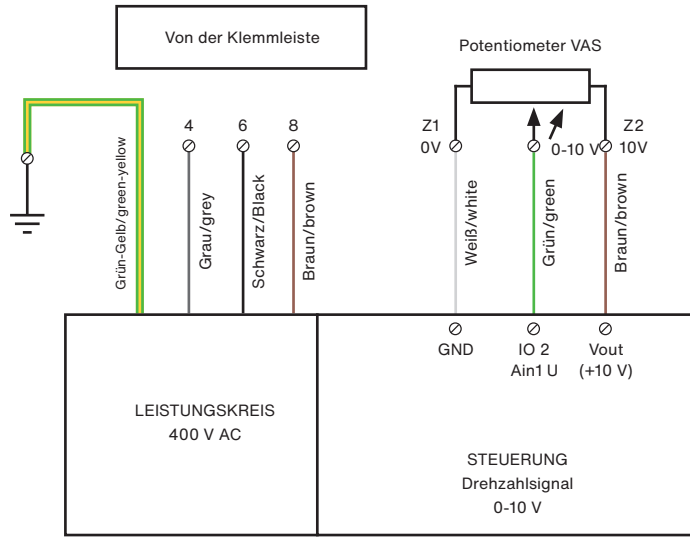 Von der Klemmleiste
Potentiometer VAS
4
6
8
Z1
0V
0-10 V
Z2
10V
Grün-Gelb/green-yellow
Grau/grey
Schwarz/Black
Braun/brown
Weiß/white
Grün/green
Braun/brown
GND
IO 2
Ain1 U
Vout
(+10 V)
LEISTUNGSKREIS
400 V AC
STEUERUNG
Drehzahlsignal
0-10 V